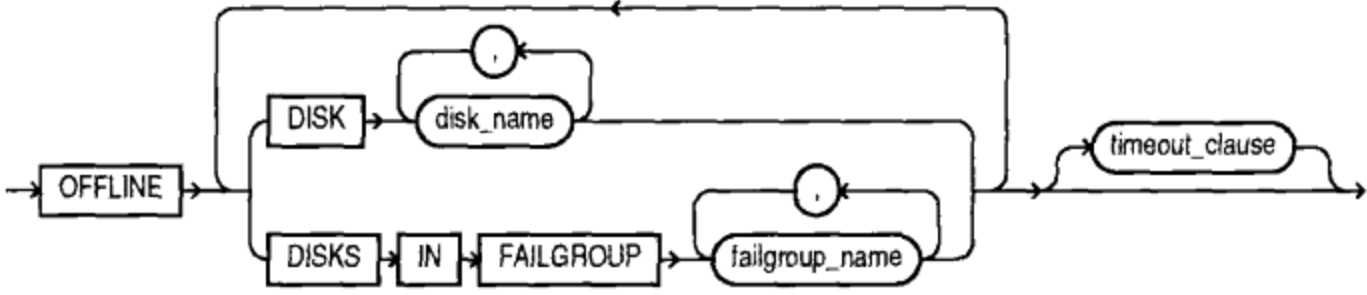 ,
DISK disk_name
timeout_clause
OFFLINE
,
DISKS IN FAILGROUP failgroup_name